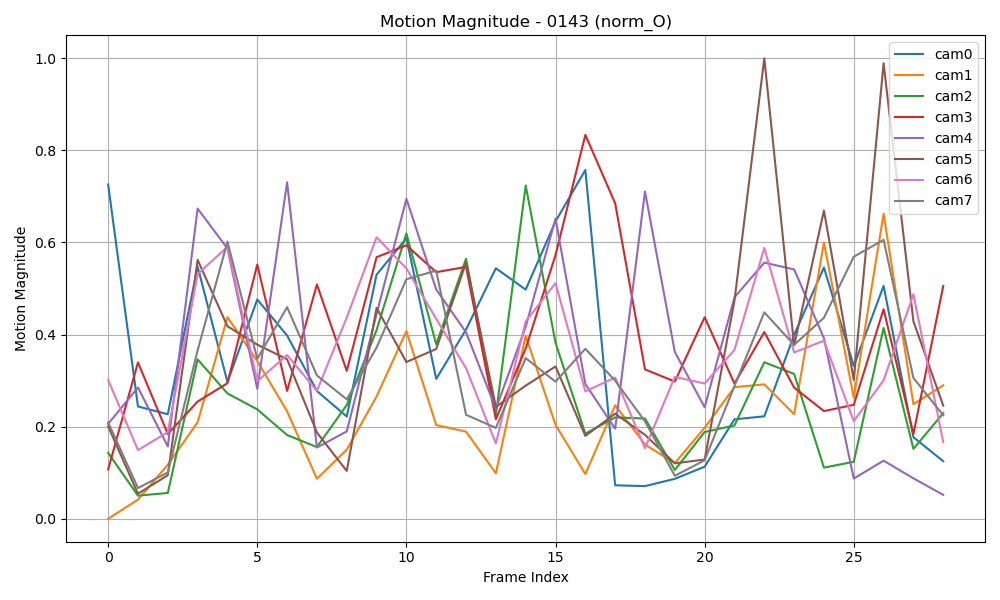 Motion Magnitude - 0143 (norm_O)
1.0
0.8
0.6
0.4
0.2
0.0
Motion Magnitude
0
5
10
15
20
25
Frame Index
cam0
cam1
cam2
cam3
cam4
cam5
cam6
cam7